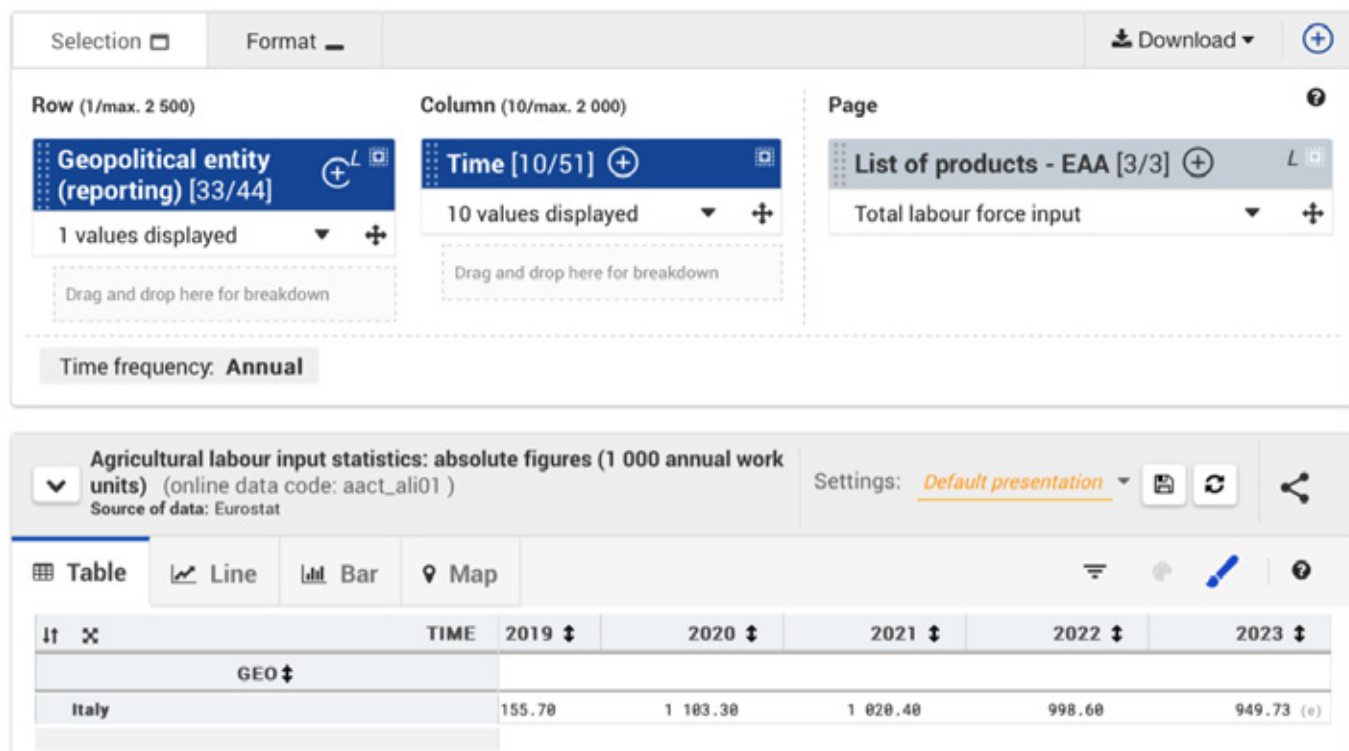 Selection Format Download
Row (1/max. 2 500) Column (10/max. 2 000) Page
Geopolitical entity
(reporting) [33/44]
L
1 values displayed
Drag and drop here for breakdown
Time [10/51]
10 values displayed
Drag and drop here for breakdown
List of products - EAA [3/3] L
Total labour force input
Time frequency: Annual
Agricultural labour input statistics: absolute figures (1 000 annual work
units) (online data code: aact_ali01 )
Source of data: Eurostat
Settings: Default presentation
Table Line Bar Map
TIME 2019 2020 2021 2022 2023
GEO
Italy 155.70 1 103.30 1 020.40 998.60 949.73 (e)